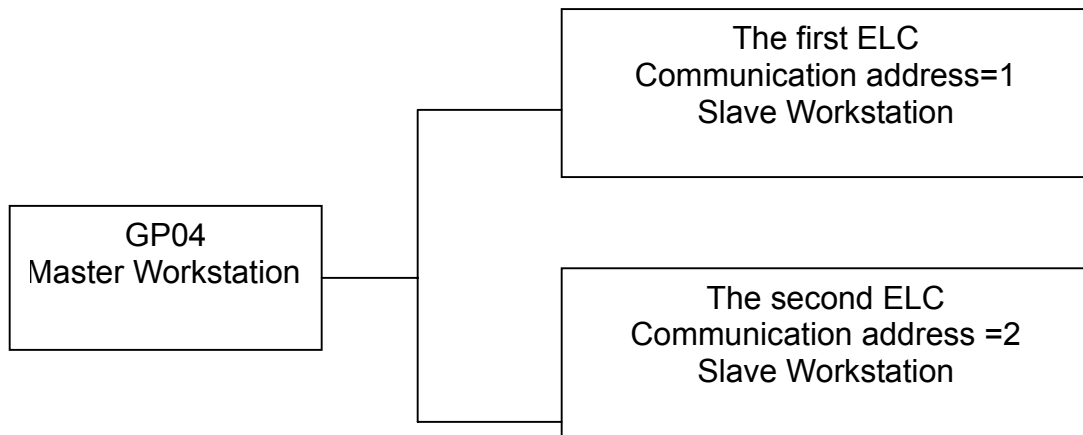 The first ELC
Communication address=1
Slave Workstation
GP04
Master Workstation
The second ELC
Communication address =2
Slave Workstation